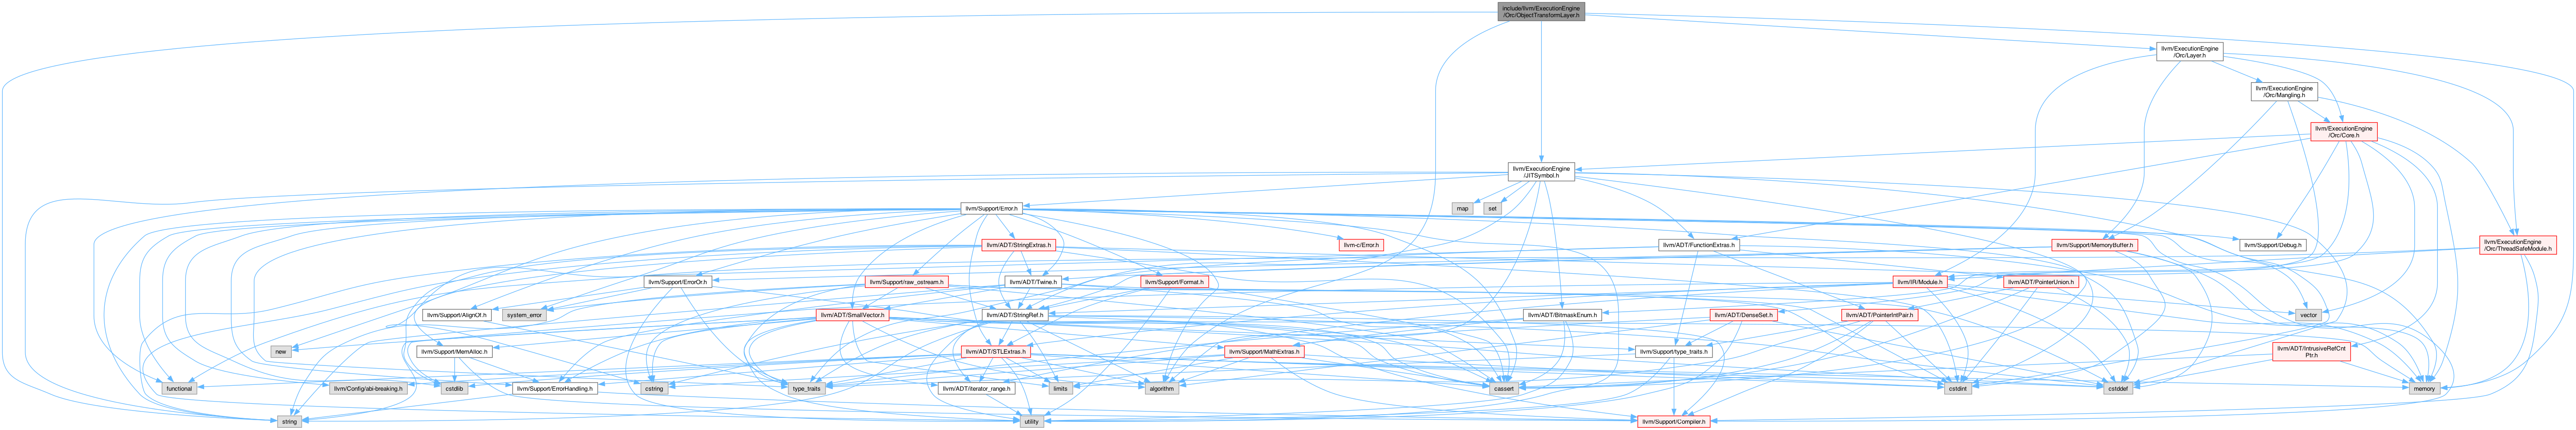 include/llvm/ExecutionEngine
/Orc/ObjectTransformLayer.h
llvm/ExecutionEngine
/Orc/Layer.h
llvm/ExecutionEngine
/Orc/Mangling.h
llvm/ExecutionEngine
/Orc/Core.h
llvm/ExecutionEngine
/JITSymbol.h
map
set
llvm/Support/Error.h
llvm/ADT/StringExtras.h
llvm-c/Error.h
llvm/ADT/FunctionExtras.h
llvm/Support/MemoryBuffer.h
llvm/Support/Debug.h
llvm/ExecutionEngine
/Orc/ThreadSafeModule.h
llvm/Support/ErrorOr.h
llvm/Support/raw_ostream.h
llvm/ADT/Twine.h
llvm/Support/Format.h
llvm/IR/Module.h
llvm/ADT/PointerUnion.h
llvm/Support/AlignOf.h
system_error
llvm/ADT/SmallVector.h
llvm/ADT/StringRef.h
llvm/ADT/BitmaskEnum.h
llvm/ADT/DenseSet.h
llvm/ADT/PointerIntPair.h
vector
new
llvm/Support/MemAlloc.h
llvm/ADT/STLExtras.h
llvm/Support/MathExtras.h
llvm/Support/type_traits.h
llvm/ADT/IntrusiveRefCnt
Ptr.h
functional
llvm/Config/abi-breaking.h
cstdlib
llvm/Support/ErrorHandling.h
cstring
type_traits
llvm/ADT/iterator_range.h
limits
algorithm
cassert
cstdint
cstddef
memory
string
utility
llvm/Support/Compiler.h